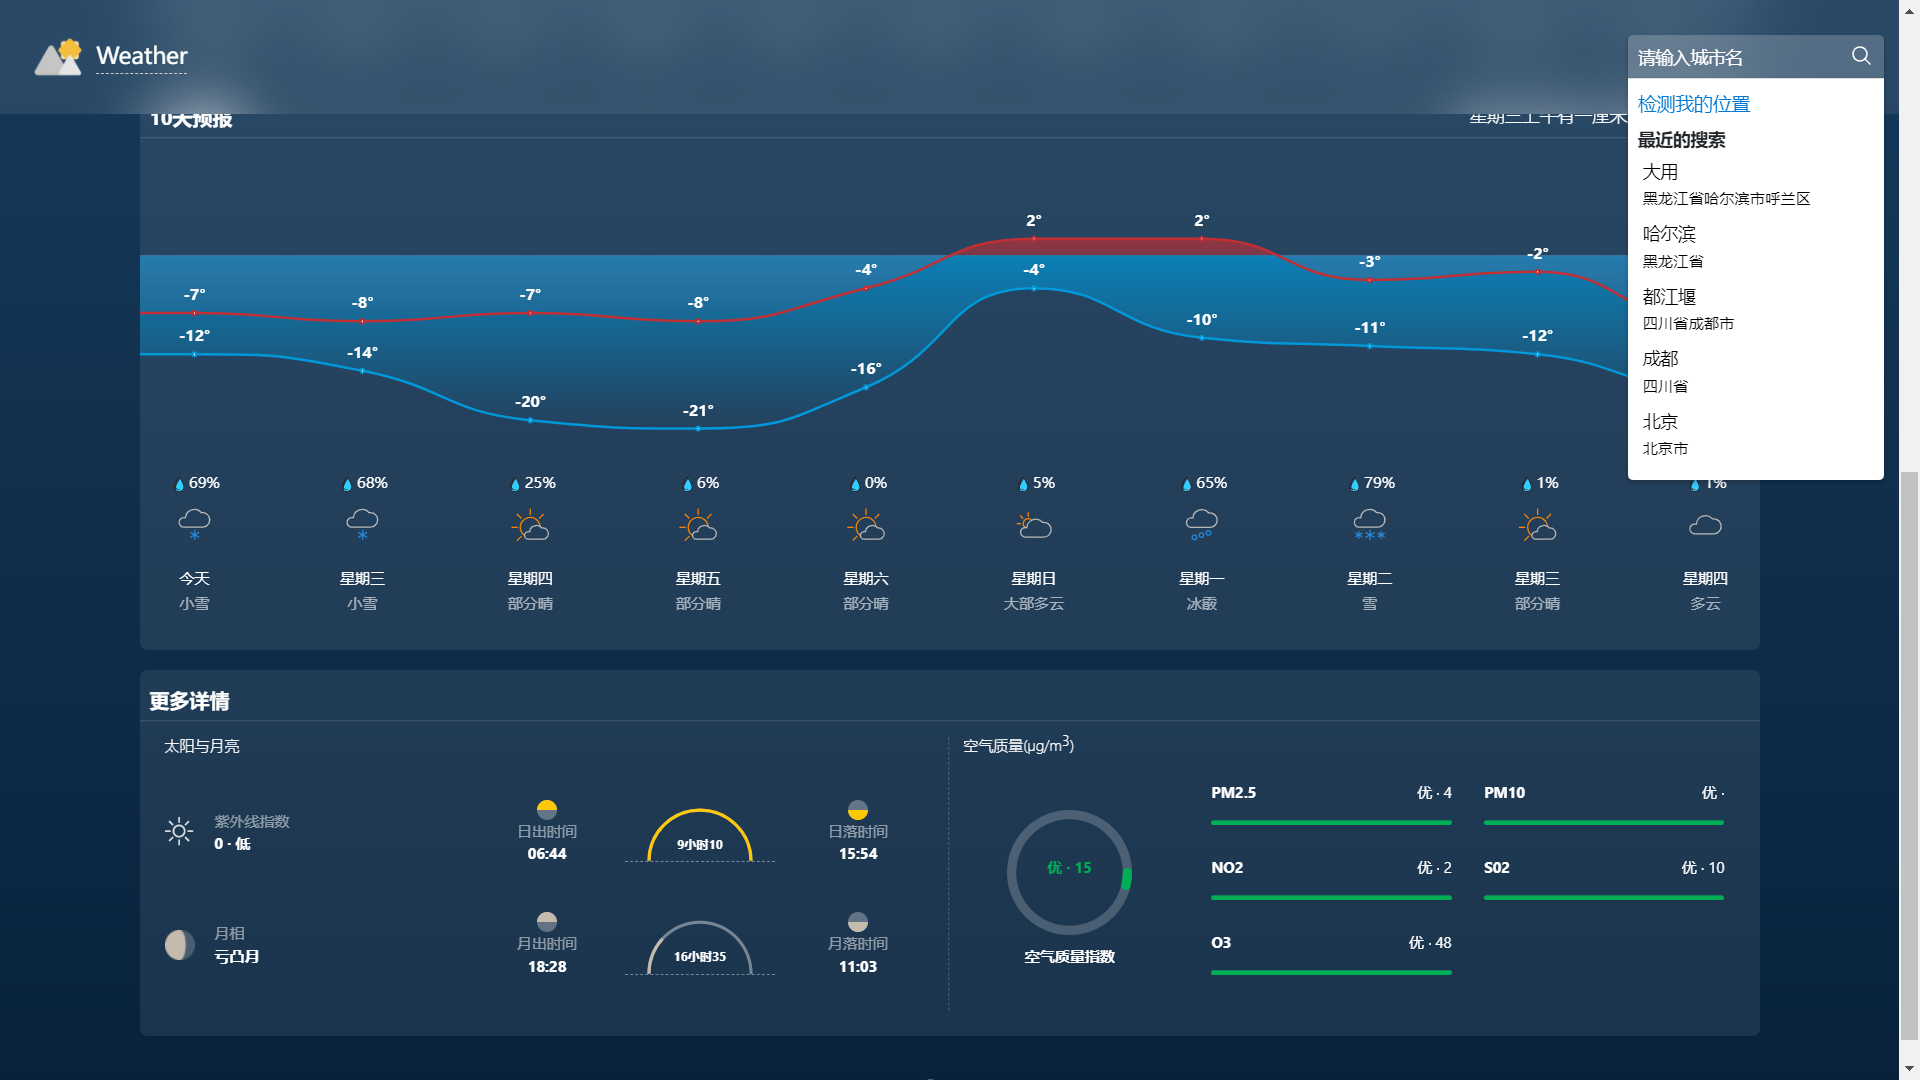 Weather
请输入城市名
检测我的位置
最近的搜索
大用
黑龙江省哈尔滨市呼兰区
哈尔滨
黑龙江省
都江堰
四川省成都市
成都
四川省
北京
北京市
10天预报
星期三上午有一厘米
2° 2°
-4° -4° -3° -2°
-7° -8° -7° -8°
-12° -14° -10° -11° -12°
-20° -21° -16°
69% 68% 25% 6% 0% 5% 65% 79% 1% 1%
今天 星期三 星期四 星期五 星期六 星期日 星期一 星期二 星期三 星期四
小雪 小雪 部分晴 部分晴 部分晴 大部多云 冰霰 雪 部分晴 多云
更多详情
太阳与月亮
紫外线指数
0 · 低
日出时间
06:44
9小时10
日落时间
15:54
月相
亏凸月
月出时间
18:28
16小时35
月落时间
11:03
空气质量(μg/m³)
优 · 15
空气质量指数
PM2.5 优 · 4
PM10 优 ·
NO2 优 · 2
S02 优 · 10
O3 优 · 48